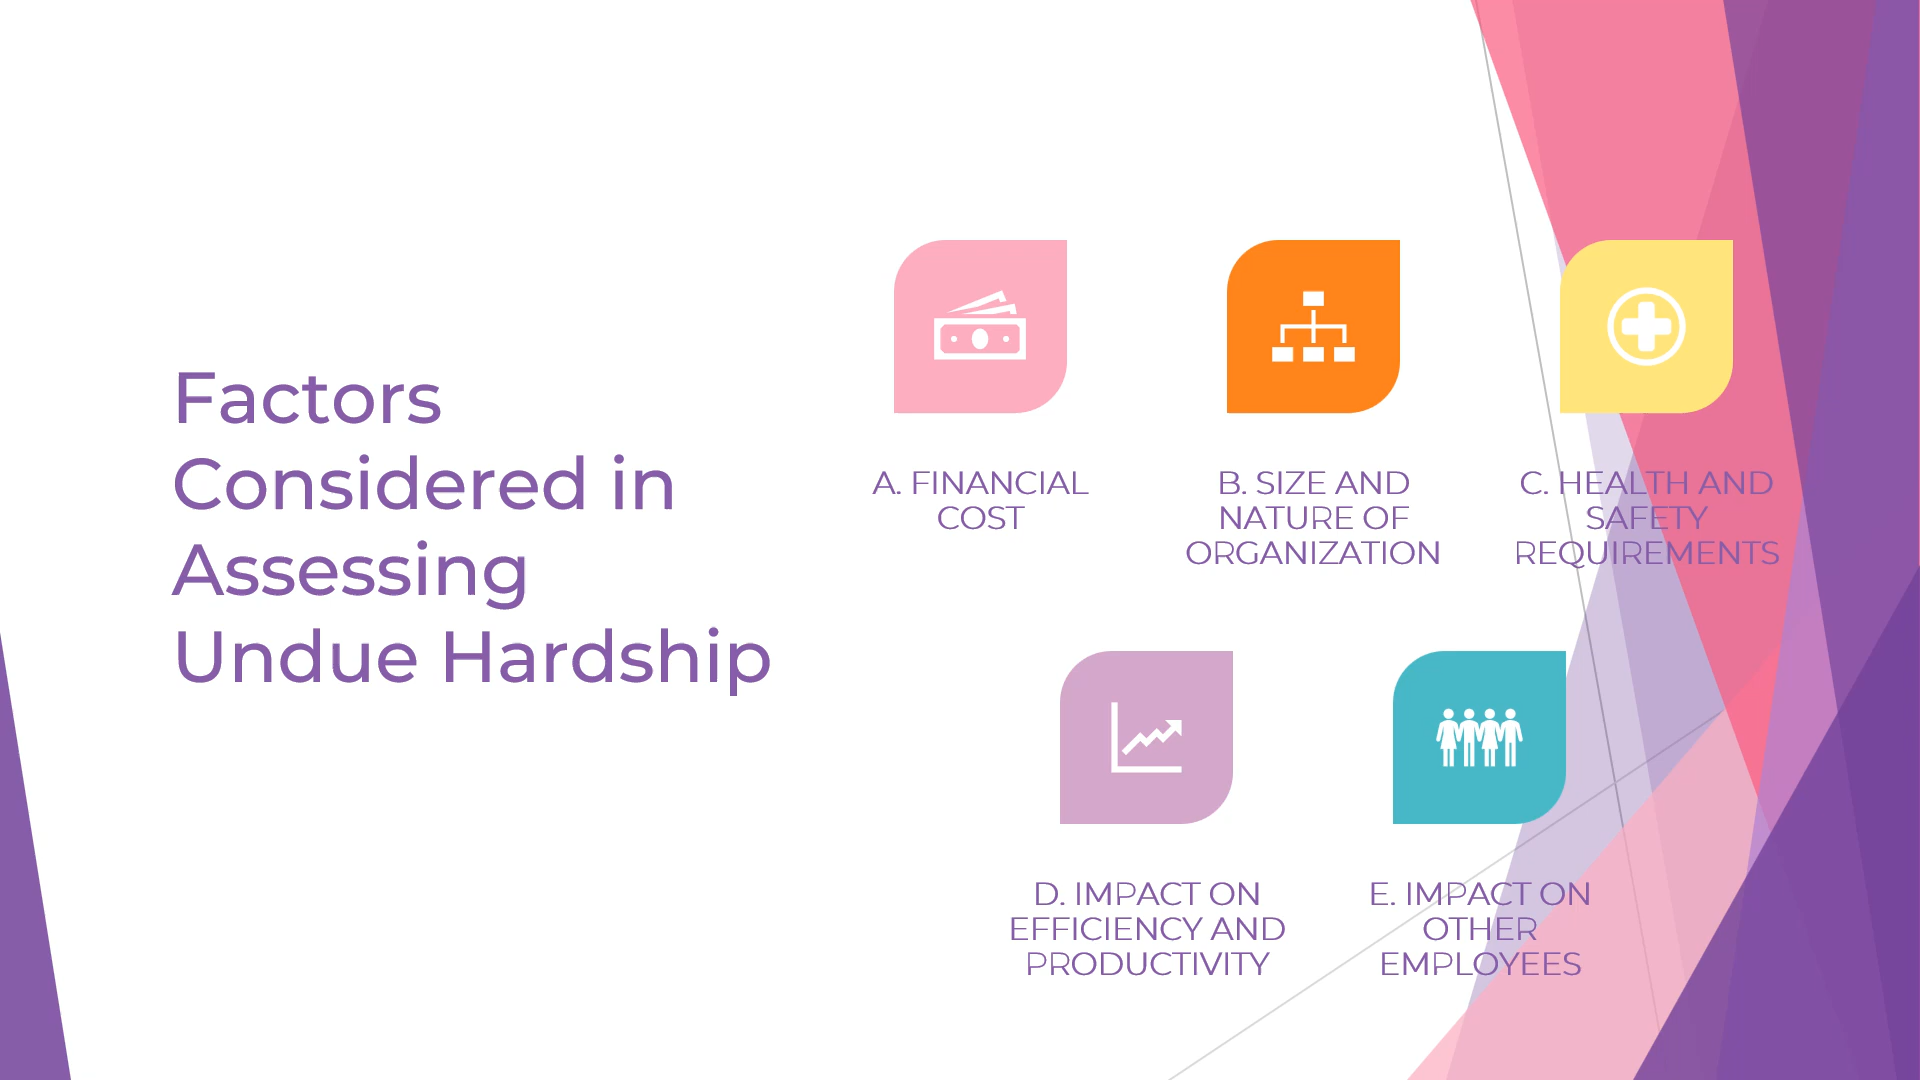 Factors
Considered in
Assessing
Undue Hardship
A. FINANCIAL
COST
B. SIZE AND
NATURE OF
ORGANIZATION
C. HEALTH AND
SAFETY
REQUIREMENTS
D. IMPACT ON
EFFICIENCY AND
PRODUCTIVITY
E. IMPACT ON
OTHER
EMPLOYEES